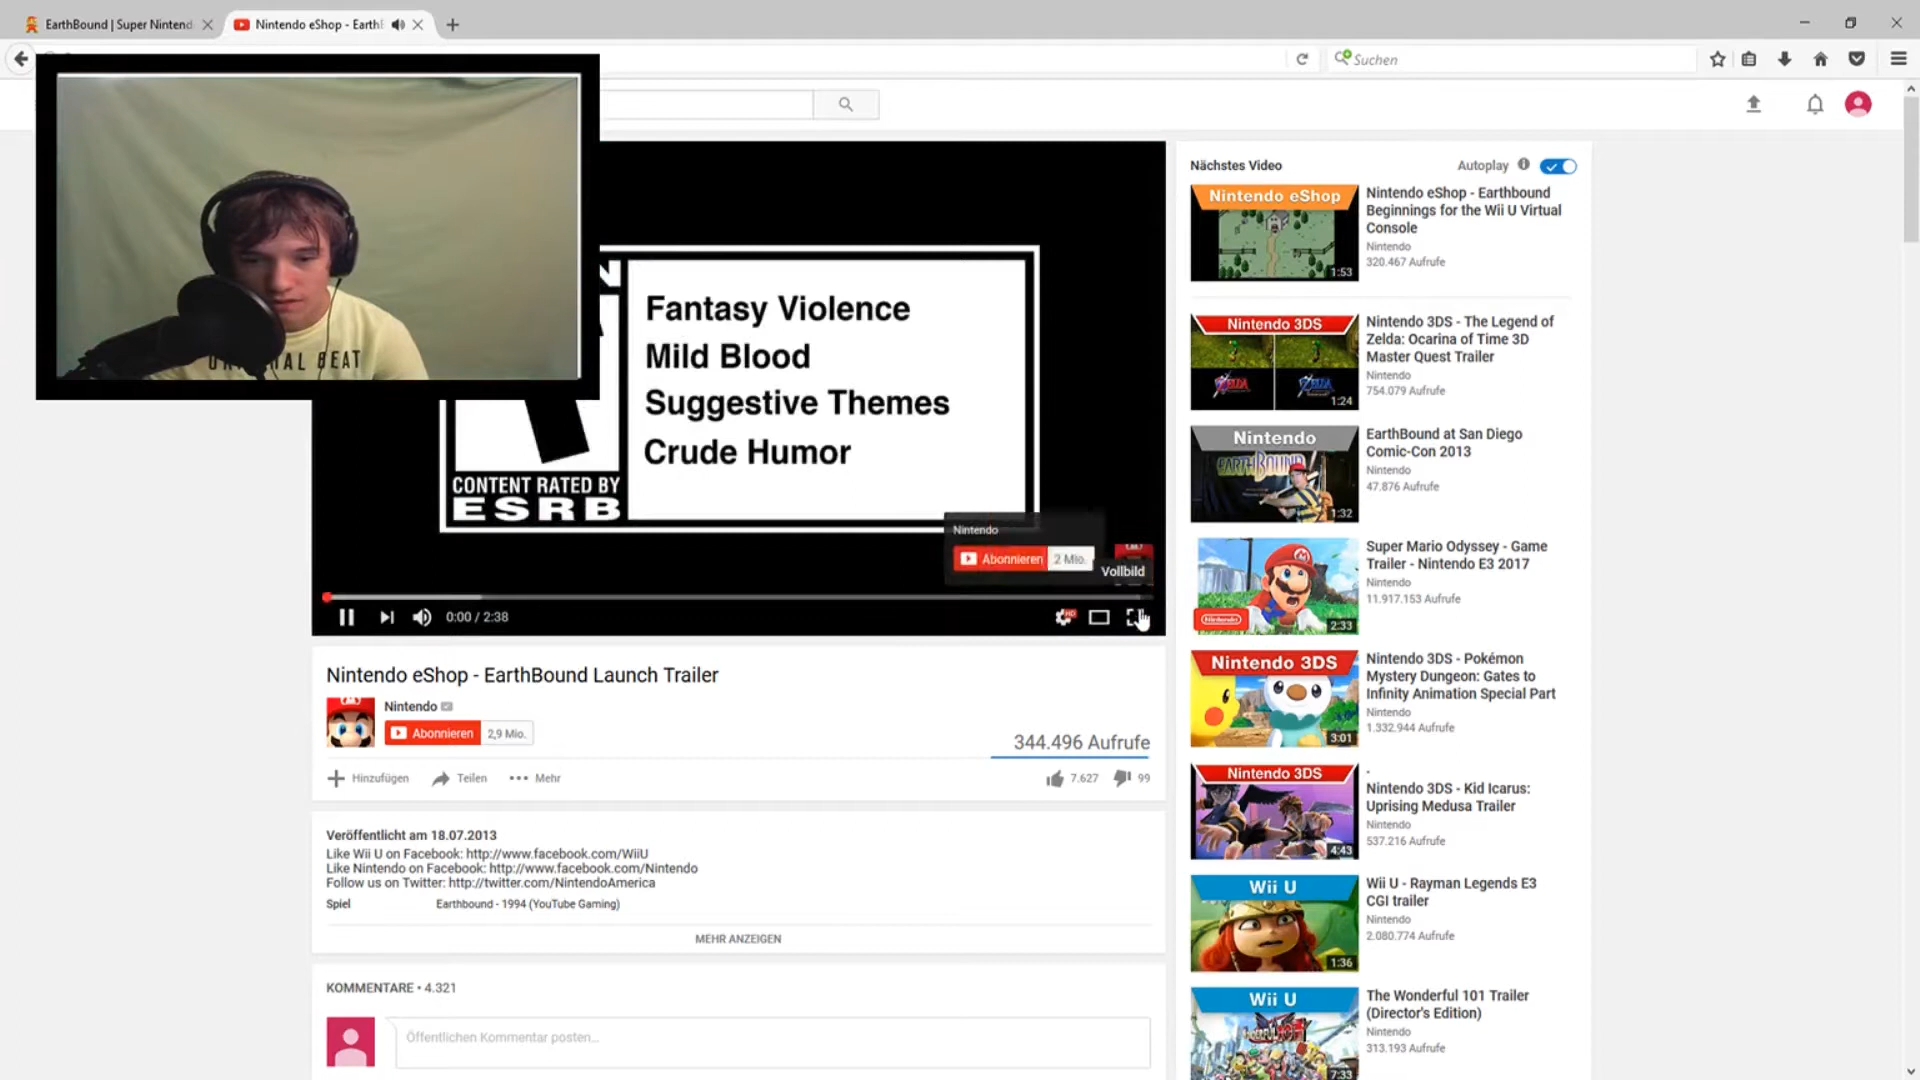 EarthBound | Super Nintend
Nintendo eShop - Earth
Suchen
ORIGINAL BEAT
Fantasy Violence
Mild Blood
Suggestive Themes
Crude Humor
CONTENT RATED BY
ESRB
Nintendo
Abonnieren 2 Mio.
Vollbild
0:00 / 2:38
HD
Nintendo eShop - EarthBound Launch Trailer
Nintendo
Abonnieren 2,9 Mio.
344.496 Aufrufe
Hinzufügen Teilen Mehr
7.627 99
Veröffentlicht am 18.07.2013
Like Wii U on Facebook: http://www.facebook.com/WiiU
Like Nintendo on Facebook: http://www.facebook.com/Nintendo
Follow us on Twitter: http://twitter.com/NintendoAmerica
Spiel Earthbound - 1994 (YouTube Gaming)
MEHR ANZEIGEN
KOMMENTARE • 4.321
Öffentlichen Kommentar posten...
Nächstes Video Autoplay
Nintendo eShop
1:53
Nintendo eShop - Earthbound
Beginnings for the Wii U Virtual
Console
Nintendo
320.467 Aufrufe
Nintendo 3DS
ZELDA ZELDA
1:24
Nintendo 3DS - The Legend of
Zelda: Ocarina of Time 3D
Master Quest Trailer
Nintendo
754.079 Aufrufe
Nintendo
EARTHBOUND
1:32
EarthBound at San Diego
Comic-Con 2013
Nintendo
47.876 Aufrufe
Nintendo
2:33
Super Mario Odyssey - Game
Trailer - Nintendo E3 2017
Nintendo
11.917.153 Aufrufe
Nintendo 3DS
3:01
Nintendo 3DS - Pokémon
Mystery Dungeon: Gates to
Infinity Animation Special Part
Nintendo
1.332.944 Aufrufe
Nintendo 3DS
4:43
Nintendo 3DS - Kid Icarus:
Uprising Medusa Trailer
Nintendo
537.216 Aufrufe
Wii U
1:36
Wii U - Rayman Legends E3
CGI trailer
Nintendo
2.080.774 Aufrufe
Wii U
7:33
The Wonderful 101 Trailer
(Director's Edition)
Nintendo
313.193 Aufrufe